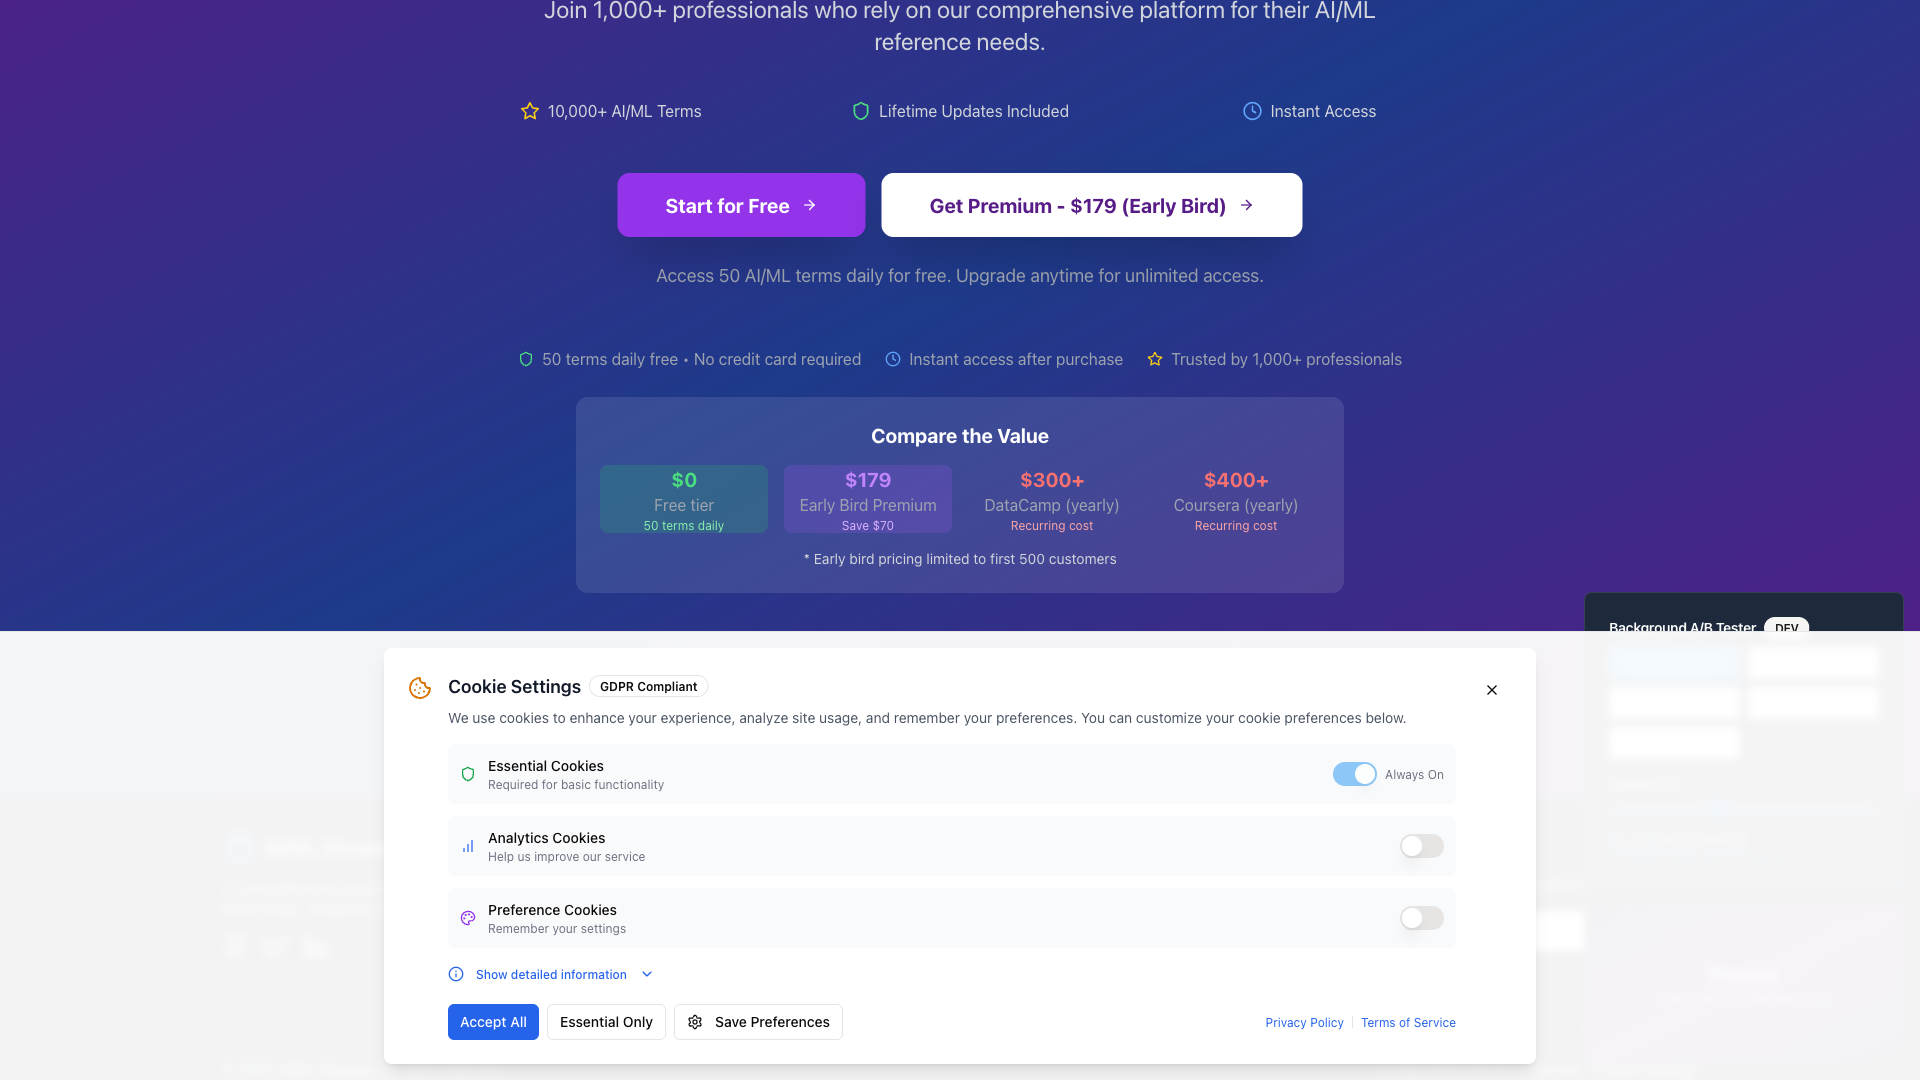 Join 1,000+ professionals who rely on our comprehensive platform for their AI/ML
reference needs.
10,000+ AI/ML Terms
Lifetime Updates Included
Instant Access
Start for Free
Get Premium - $179 (Early Bird)
Access 50 AI/ML terms daily for free. Upgrade anytime for unlimited access.
50 terms daily free • No credit card required
Instant access after purchase
Trusted by 1,000+ professionals
Compare the Value
$0
Free tier
50 terms daily
$179
Early Bird Premium
Save $70
$300+
DataCamp (yearly)
Recurring cost
$400+
Coursera (yearly)
Recurring cost
* Early bird pricing limited to first 500 customers
Background A/B Tester
DEV
Cookie Settings
GDPR Compliant
We use cookies to enhance your experience, analyze site usage, and remember your preferences. You can customize your cookie preferences below.
Essential Cookies
Required for basic functionality
Always On
Analytics Cookies
Help us improve our service
Preference Cookies
Remember your settings
Show detailed information
Accept All
Essential Only
Save Preferences
Privacy Policy
Terms of Service